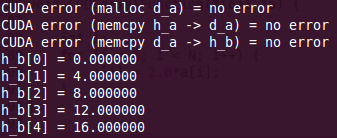 CUDA error (malloc d_a) = no error
CUDA error (memcpy h_a -> d_a) = no error
CUDA error (memcpy d_a -> h_b) = no error
h_b[0] = 0.000000
h_b[1] = 4.000000
h_b[2] = 8.000000
h_b[3] = 12.000000
h_b[4] = 16.000000